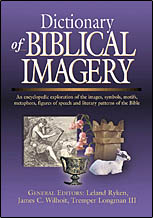 Dictionary
of BIBLICAL
IMAGERY
An encyclopedic exploration of the images, symbols, motifs,
metaphors, figures of speech and literary patterns of the Bible
GENERAL EDITORS: Leland Ryken,
James C. Wilhoit, Tremper Longman III